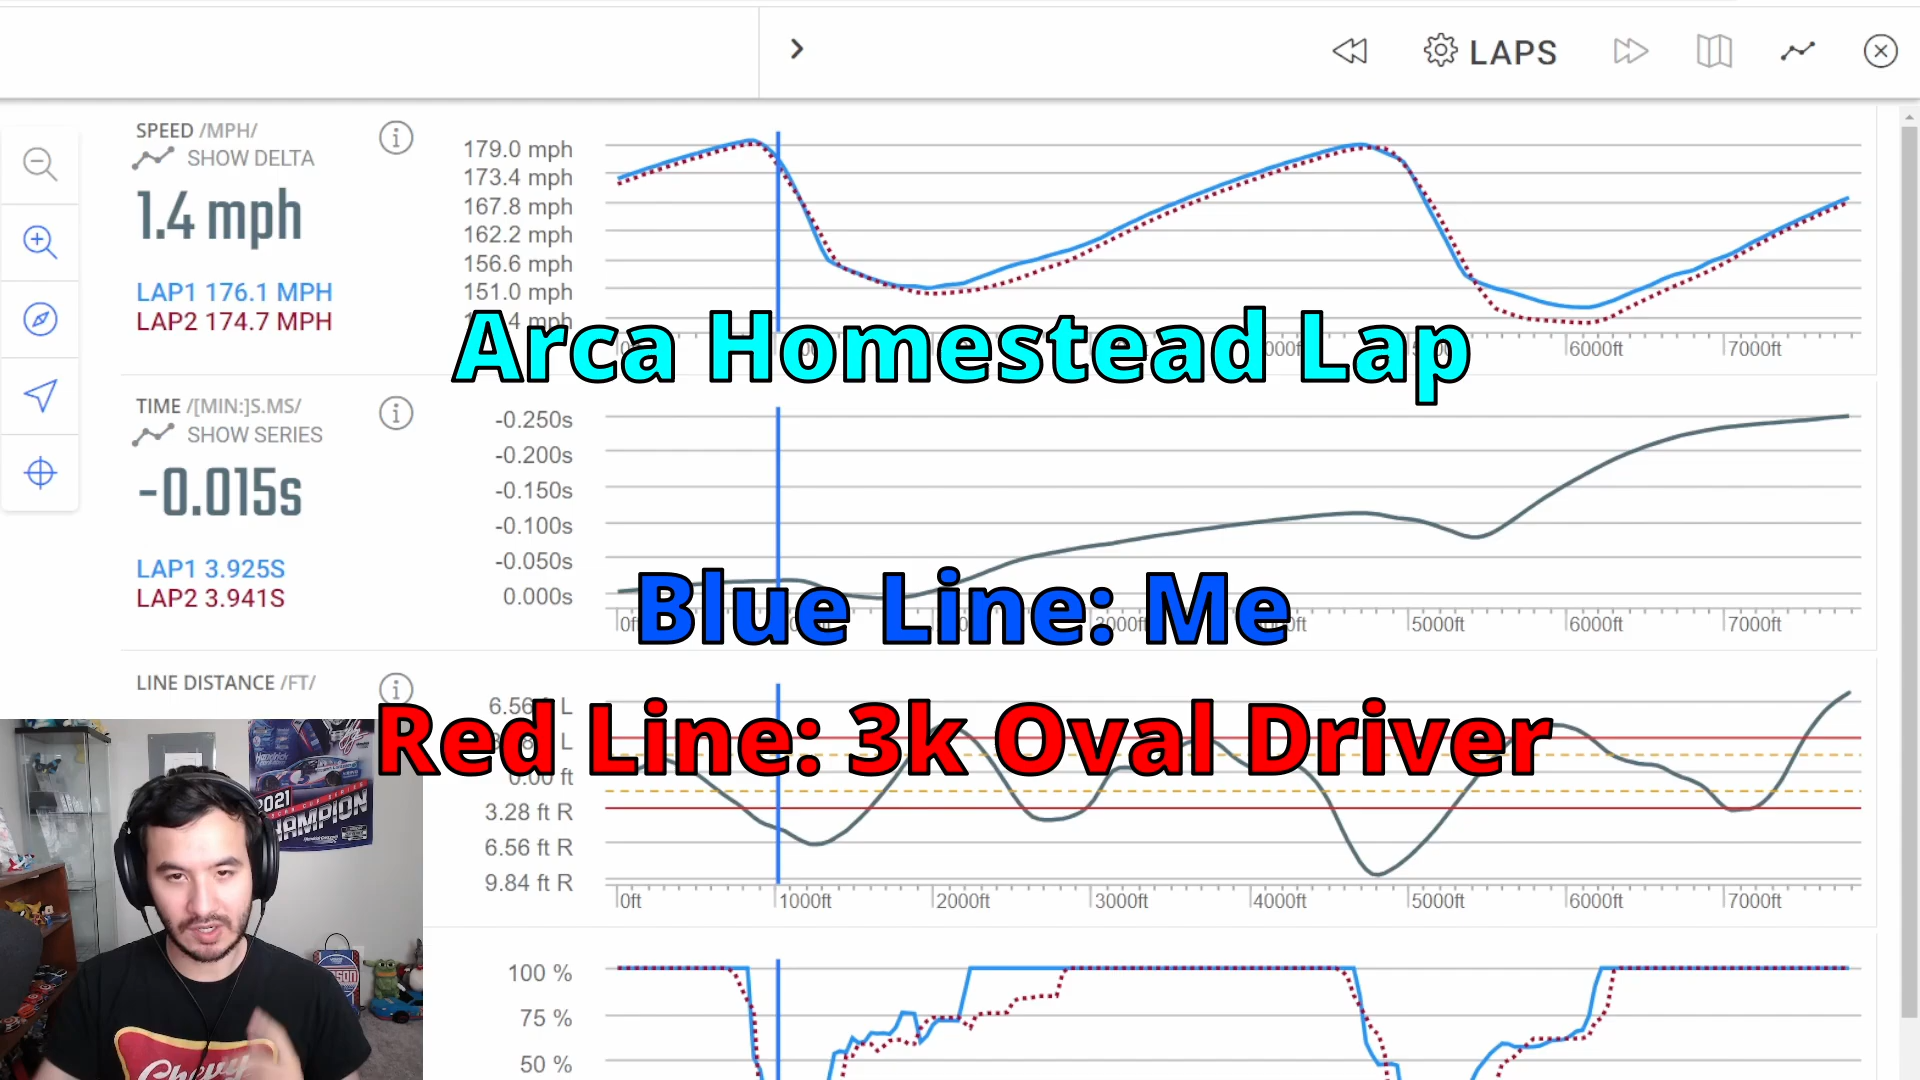 LAPS
SPEED /MPH/
SHOW DELTA
1.4 mph
LAP1 176.1 MPH
LAP2 174.7 MPH
179.0 mph
173.4 mph
167.8 mph
162.2 mph
156.6 mph
151.0 mph
6000ft
7000ft
Arca Homestead Lap
TIME /[MIN:]S.MS/
SHOW SERIES
-0.015s
LAP1 3.925S
LAP2 3.941S
-0.250s
-0.200s
-0.150s
-0.100s
-0.050s
0.000s
5000ft
6000ft
7000ft
Blue Line: Me
LINE DISTANCE /FT/
Red Line: 3k Oval Driver
0.00 ft
3.28 ft R
6.56 ft R
9.84 ft R
0ft
1000ft
2000ft
3000ft
4000ft
5000ft
6000ft
7000ft
100 %
75 %
50 %
2021
CHAMPION
Chevy